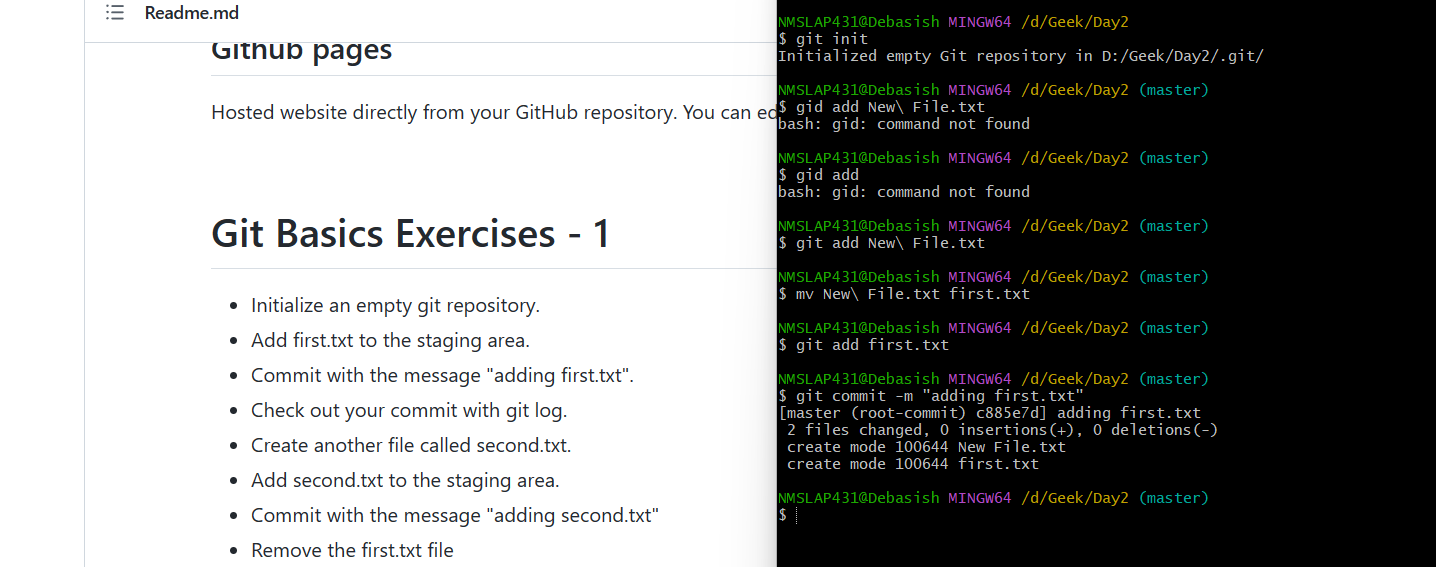 Readme.md
Github pages
Hosted website directly from your GitHub repository. You can ed
Git Basics Exercises - 1
Initialize an empty git repository.
Add first.txt to the staging area.
Commit with the message "adding first.txt".
Check out your commit with git log.
Create another file called second.txt.
Add second.txt to the staging area.
Commit with the message "adding second.txt"
Remove the first.txt file
NMSLAP431@Debasish MINGW64 /d/Geek/Day2
$ git init
Initialized empty Git repository in D:/Geek/Day2/.git/
NMSLAP431@Debasish MINGW64 /d/Geek/Day2 (master)
$ gid add New\ File.txt
bash: gid: command not found
NMSLAP431@Debasish MINGW64 /d/Geek/Day2 (master)
$ gid add
bash: gid: command not found
NMSLAP431@Debasish MINGW64 /d/Geek/Day2 (master)
$ git add New\ File.txt
NMSLAP431@Debasish MINGW64 /d/Geek/Day2 (master)
$ mv New\ File.txt first.txt
NMSLAP431@Debasish MINGW64 /d/Geek/Day2 (master)
$ git add first.txt
NMSLAP431@Debasish MINGW64 /d/Geek/Day2 (master)
$ git commit -m "adding first.txt"
[master (root-commit) c885e7d] adding first.txt
 2 files changed, 0 insertions(+), 0 deletions(-)
 create mode 100644 New File.txt
 create mode 100644 first.txt
NMSLAP431@Debasish MINGW64 /d/Geek/Day2 (master)
$